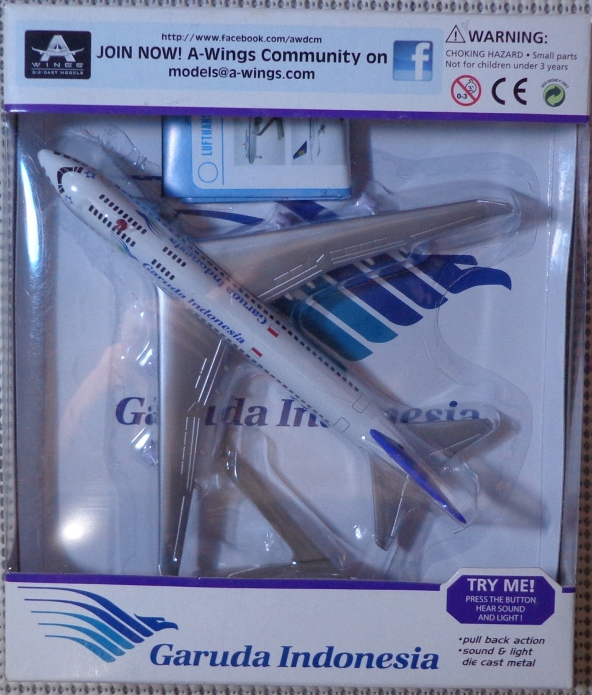 A
WINGS
DIE-CAST MODELS
http://www.facebook.com/awdcm
JOIN NOW! A-Wings Community on
models@a-wings.com
f
WARNING:
CHOKING HAZARD • Small parts
Not for children under 3 years
0-3
CE
LUFTHANS
Garuda Indonesia
Garuda Indonesia
Garuda Indonesia
TRY ME!
PRESS THE BUTTON
HEAR SOUND
AND LIGHT!
Garuda Indonesia
•pull back action
•sound & light
die cast metal